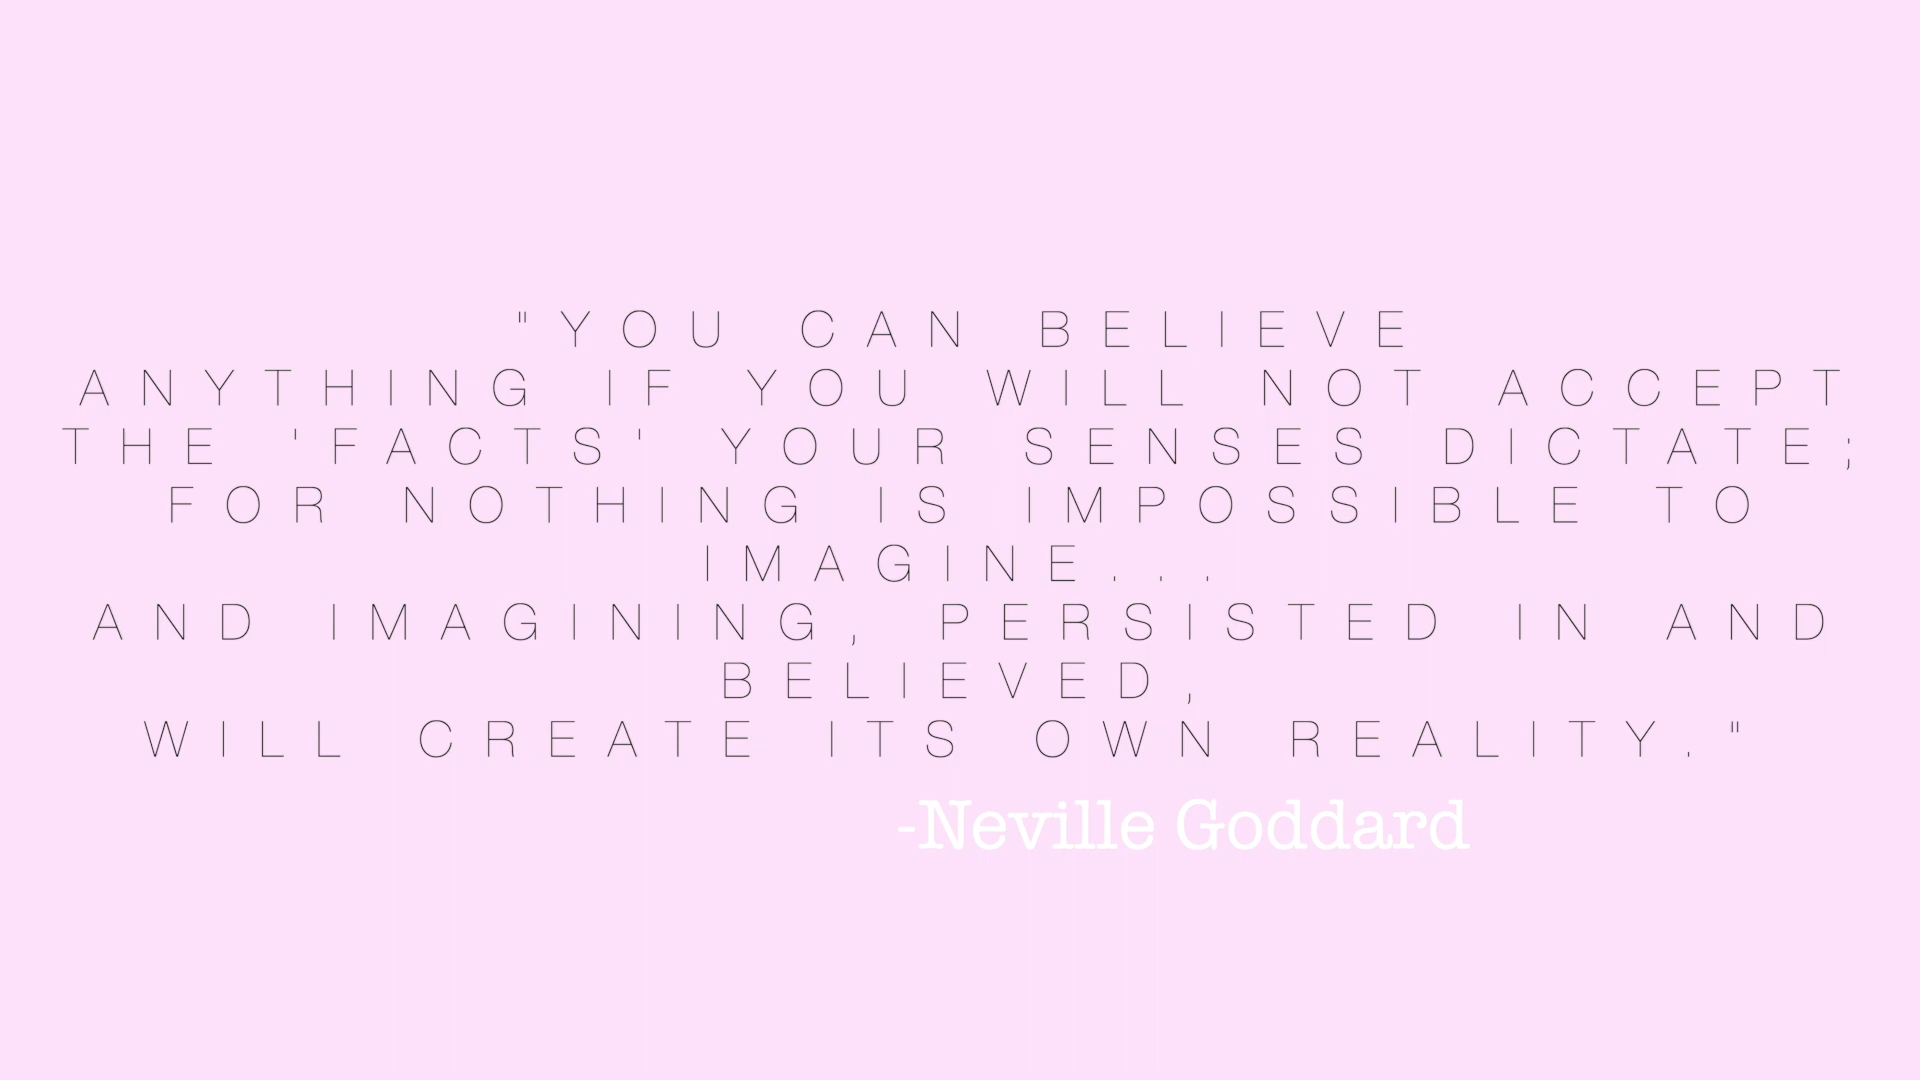 "YOU CAN BELIEVE
ANYTHING IF YOU WILL NOT ACCEPT
THE 'FACTS' YOUR SENSES DICTATE;
FOR NOTHING IS IMPOSSIBLE TO
IMAGINE...
AND IMAGINING, PERSISTED IN AND
BELIEVED,
WILL CREATE ITS OWN REALITY."
-Neville Goddard